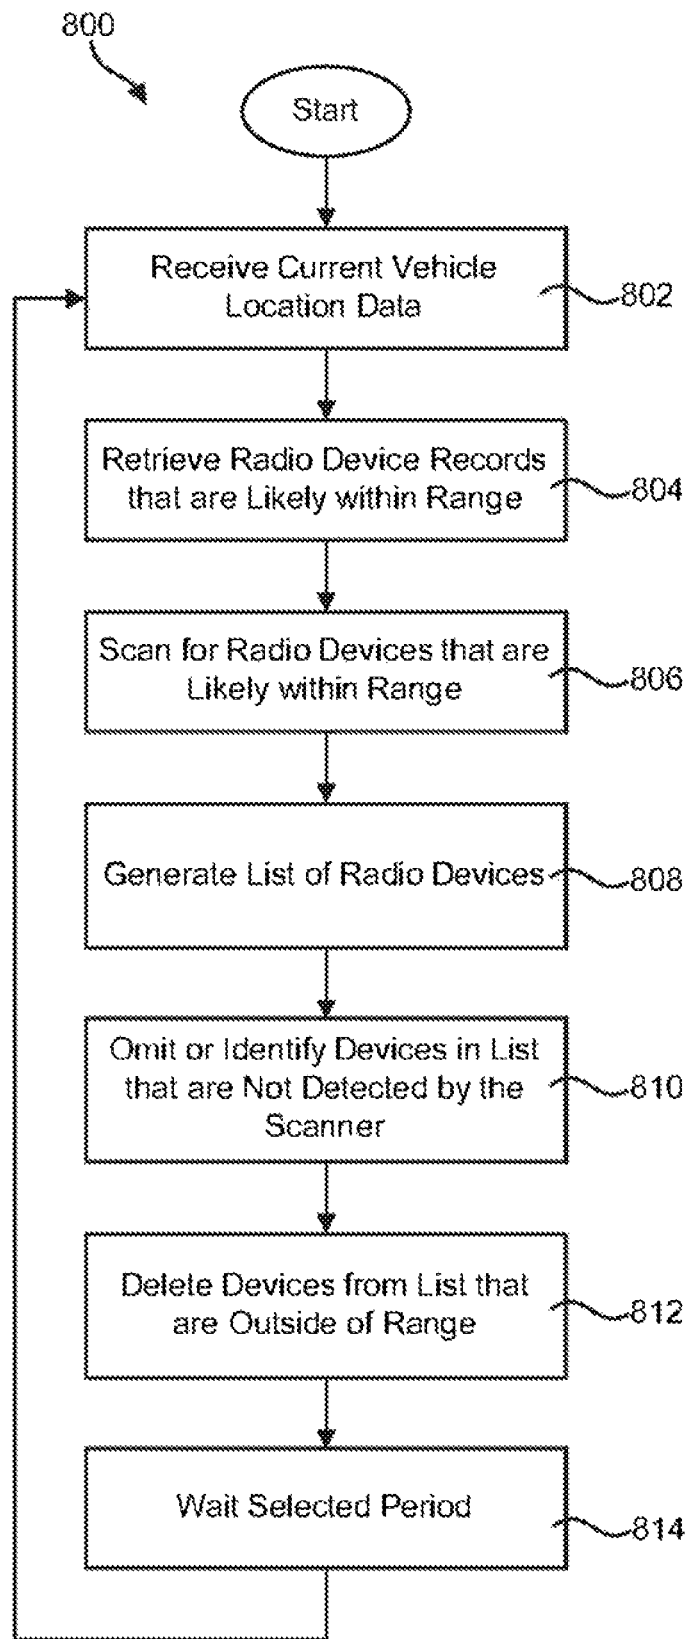 800
Start
Receive Current Vehicle
Location Data
802
Retrieve Radio Device Records
that are Likely within Range
804
Scan for Radio Devices that are
Likely within Range
806
Generate List of Radio Devices
808
Omit or Identify Devices in List
that are Not Detected by the
Scanner
810
Delete Devices from List that
are Outside of Range
812
Wait Selected Period
814